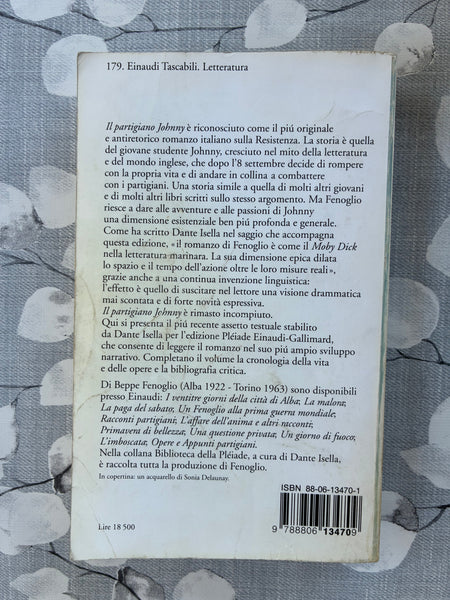 179. Einaudi Tascabili. Letteratura
Il partigiano Johnny è riconosciuto come il piú originale
e antiretorico romanzo italiano sulla Resistenza. La storia è quella
del giovane studente Johnny, cresciuto nel mito della letteratura
e del mondo inglese, che dopo l'8 settembre decide di rompere
con la propria vita e di andare in collina a combattere
con i partigiani. Una storia simile a quella di molti altri giovani
e di molti altri libri scritti sullo stesso argomento. Ma Fenoglio
riesce a dare alle avventure e alle passioni di Johnny
una dimensione esistenziale ben piú profonda e generale.
Come ha scritto Dante Isella nel saggio che accompagna
questa edizione, «il romanzo di Fenoglio è come il Moby Dick
nella letteratura marinara. La sua dimensione epica dilata
lo spazio e il tempo dell'azione oltre le loro misure reali»,
grazie anche a una continua invenzione linguistica:
l'effetto è quello di suscitare nel lettore una visione drammatica
mai scontata e di forte novità espressiva.
Il partigiano Johnny è rimasto incompiuto.
Qui si presenta il piú recente assetto testuale stabilito
da Dante Isella per l'edizione Pléiade Einaudi-Gallimard,
che consente di leggere il romanzo nel suo piú ampio sviluppo
narrativo. Completano il volume la cronologia della vita
e delle opere e la bibliografia critica.
Di Beppe Fenoglio (Alba 1922 - Torino 1963) sono disponibili
presso Einaudi: I ventitre giorni della città di Alba; La malora;
La paga del sabato; Un Fenoglio alla prima guerra mondiale;
Racconti partigiani; L'affare dell'anima e altri racconti;
Primavera di bellezza; Una questione privata; Un giorno di fuoco;
L'imboscata; Opere e Appunti partigiani.
Nella collana Biblioteca della Pléiade, a cura di Dante Isella,
è raccolta tutta la produzione di Fenoglio.
In copertina: un acquarello di Sonia Delaunay.
ISBN 88-06-13470-1
9 788806 134709
Lire 18 500